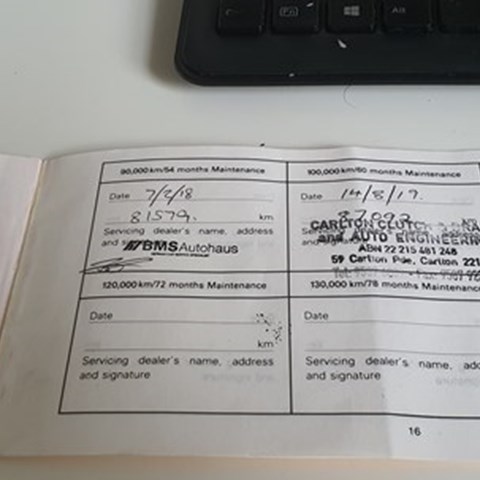 Fn
Alt
90,000 km/54 months Maintenance
Date 7/2/18
81579. km
Servicing dealer's name, address
and
BMS Autohaus
100,000 km/60 months Maintenance
Date 14/8/19.
CARLTON CLUTCH
and AUTO ENGINEERING
ABN 22 215 481 248
59 Carlton Pde, Carlton 221
120,000 km/72 months Maintenance
Date
km
Servicing dealer's name, address
and signature
130,000 km/78 months Maintenance
Date
Servicing dealer's name, add
and signature
16